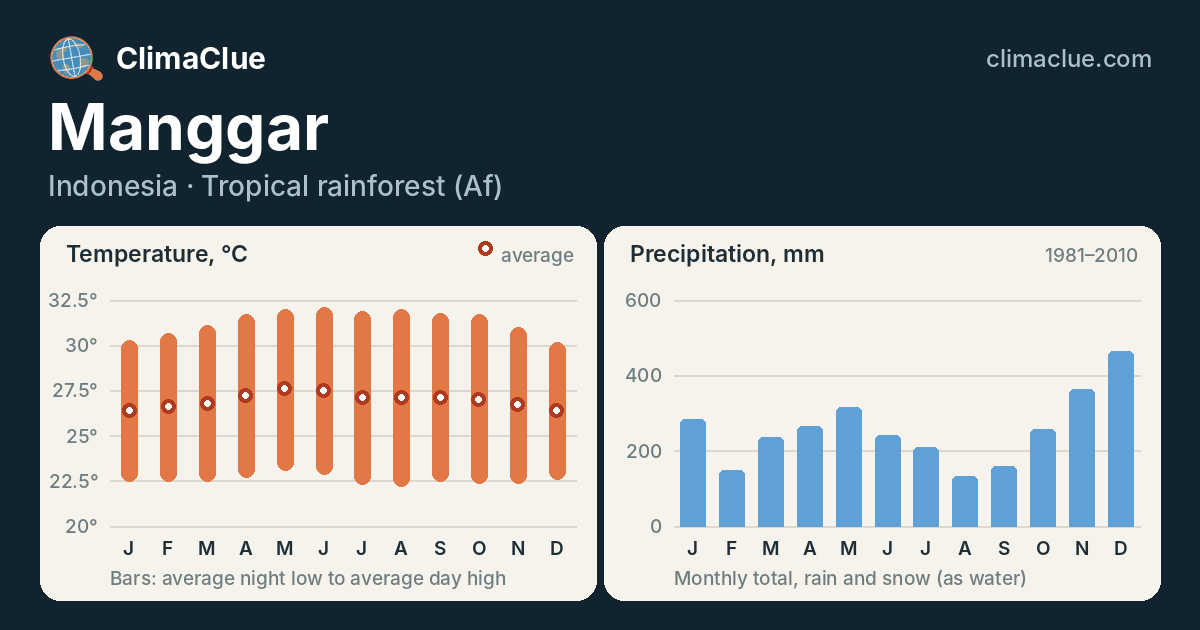 ClimaClue
climaclue.com
Manggar
Indonesia · Tropical rainforest (Af)
Temperature, °C
average
32.5°
30°
27.5°
25°
22.5°
20°
J F M A M J J A S O N D
Bars: average night low to average day high
Precipitation, mm
1981–2010
600
400
200
0
J F M A M J J A S O N D
Monthly total, rain and snow (as water)